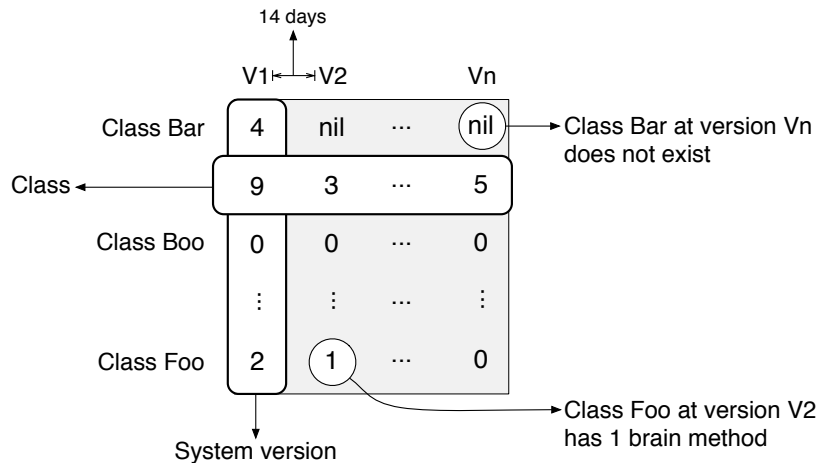 14 days
V1 V2 Vn
Class Bar 4 nil ... nil Class Bar at version Vn
does not exist
Class 9 3 ... 5
Class Boo 0 0 ... 0
⋮ ⋮ ... ⋮
Class Foo 2 1 ... 0
Class Foo at version V2
has 1 brain method
System version